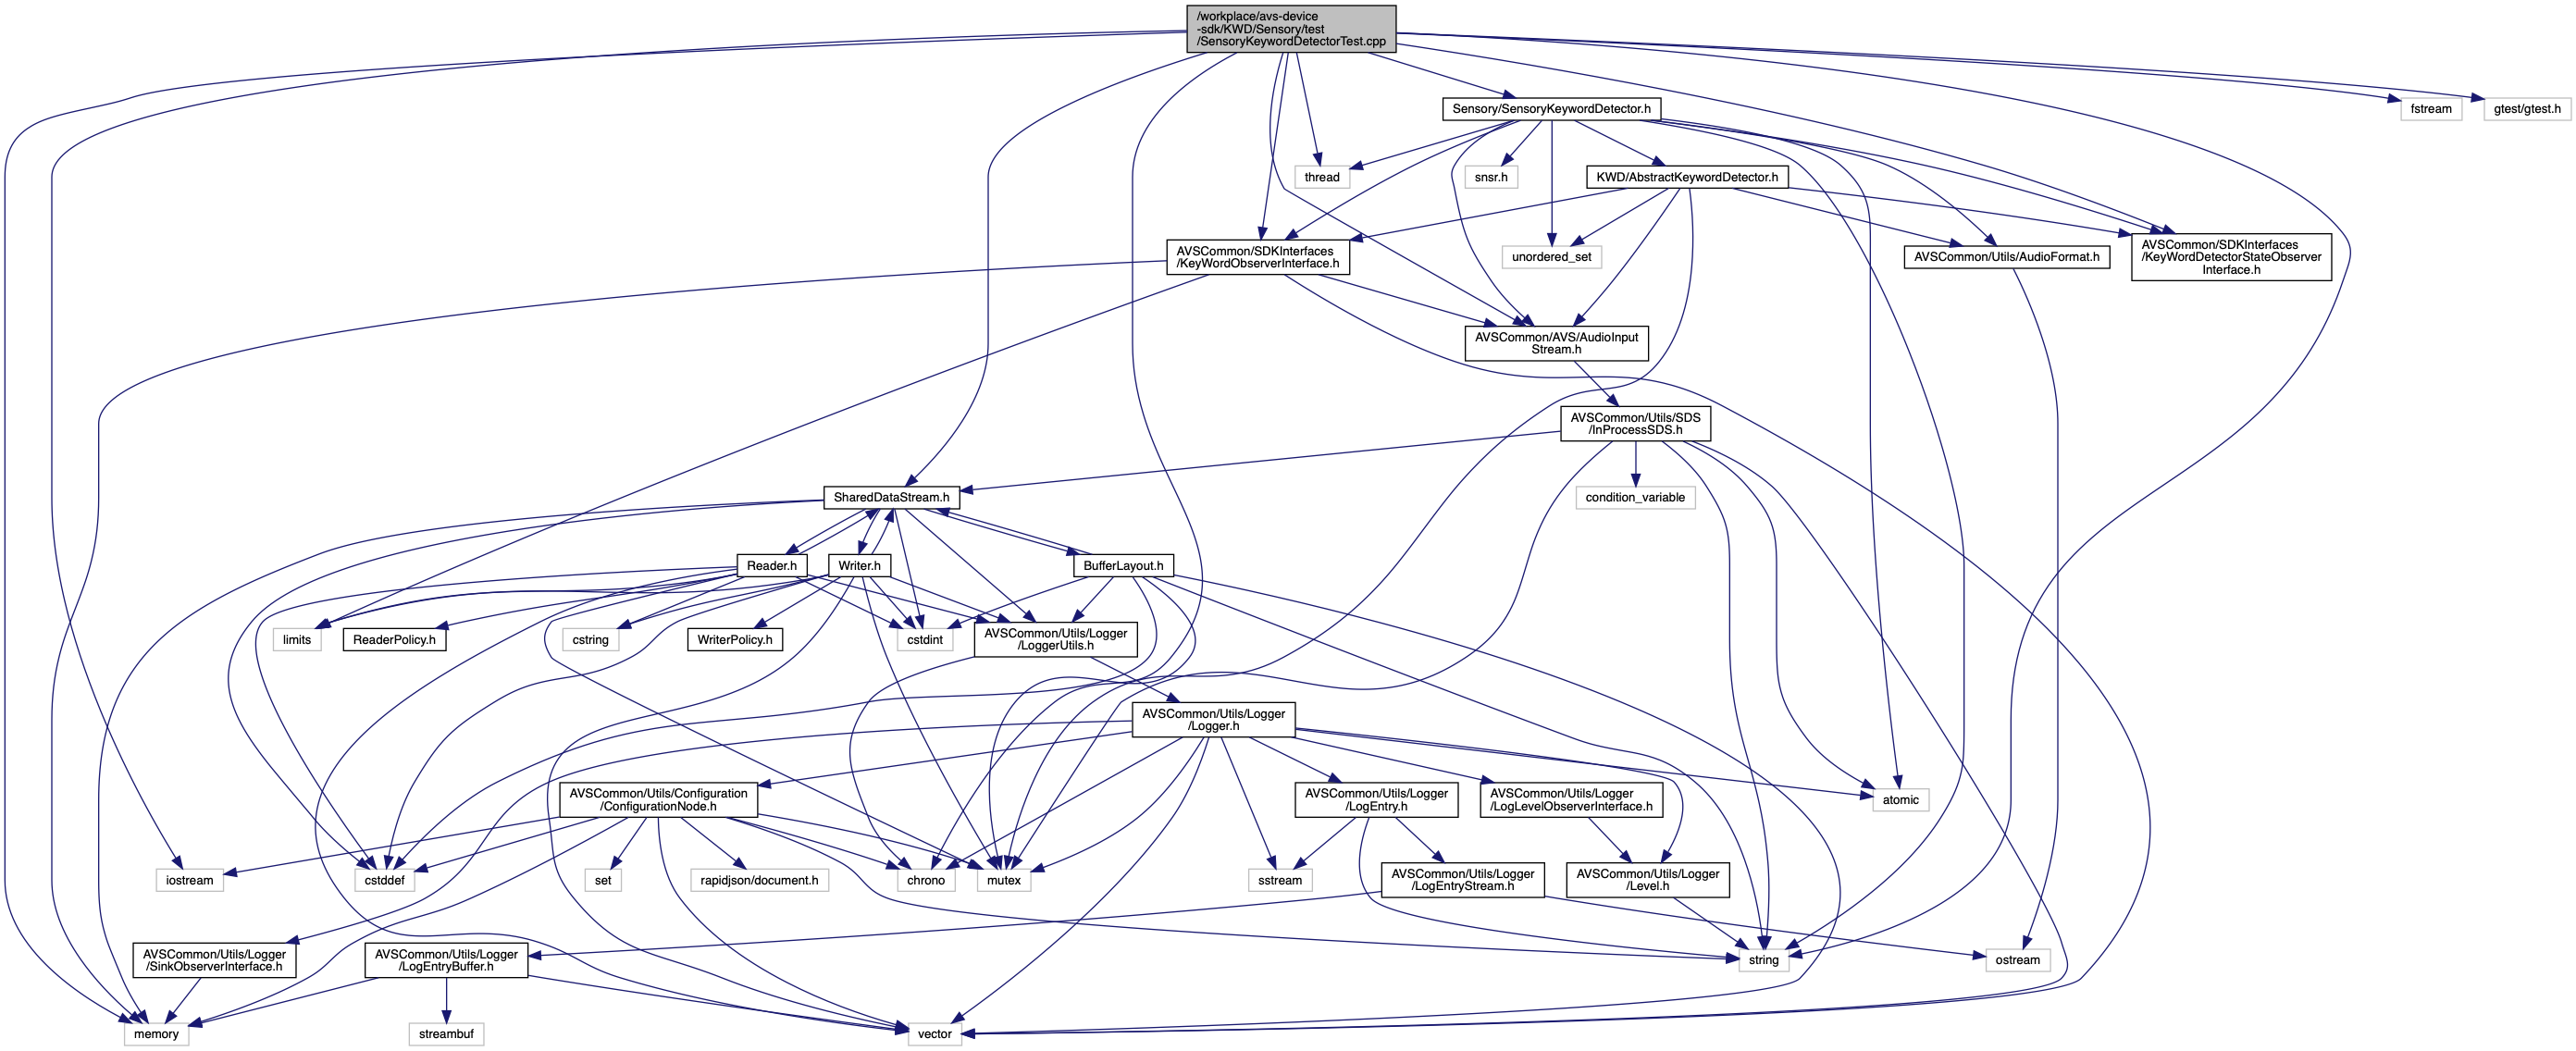 /workplace/avs-device
-sdk/KWD/Sensory/test
/SensoryKeywordDetectorTest.cpp
Sensory/SensoryKeywordDetector.h
fstream
gtest/gtest.h
thread
snsr.h
KWD/AbstractKeywordDetector.h
AVSCommon/SDKInterfaces
/KeyWordObserverInterface.h
unordered_set
AVSCommon/Utils/AudioFormat.h
AVSCommon/SDKInterfaces
/KeyWordDetectorStateObserver
Interface.h
AVSCommon/AVS/AudioInput
Stream.h
AVSCommon/Utils/SDS
/InProcessSDS.h
SharedDataStream.h
condition_variable
Reader.h
Writer.h
BufferLayout.h
limits
ReaderPolicy.h
cstring
WriterPolicy.h
cstdint
AVSCommon/Utils/Logger
/LoggerUtils.h
AVSCommon/Utils/Logger
/Logger.h
AVSCommon/Utils/Configuration
/ConfigurationNode.h
AVSCommon/Utils/Logger
/LogEntry.h
AVSCommon/Utils/Logger
/LogLevelObserverInterface.h
atomic
iostream
cstddef
set
rapidjson/document.h
chrono
mutex
sstream
AVSCommon/Utils/Logger
/LogEntryStream.h
AVSCommon/Utils/Logger
/Level.h
AVSCommon/Utils/Logger
/SinkObserverInterface.h
AVSCommon/Utils/Logger
/LogEntryBuffer.h
string
ostream
memory
streambuf
vector